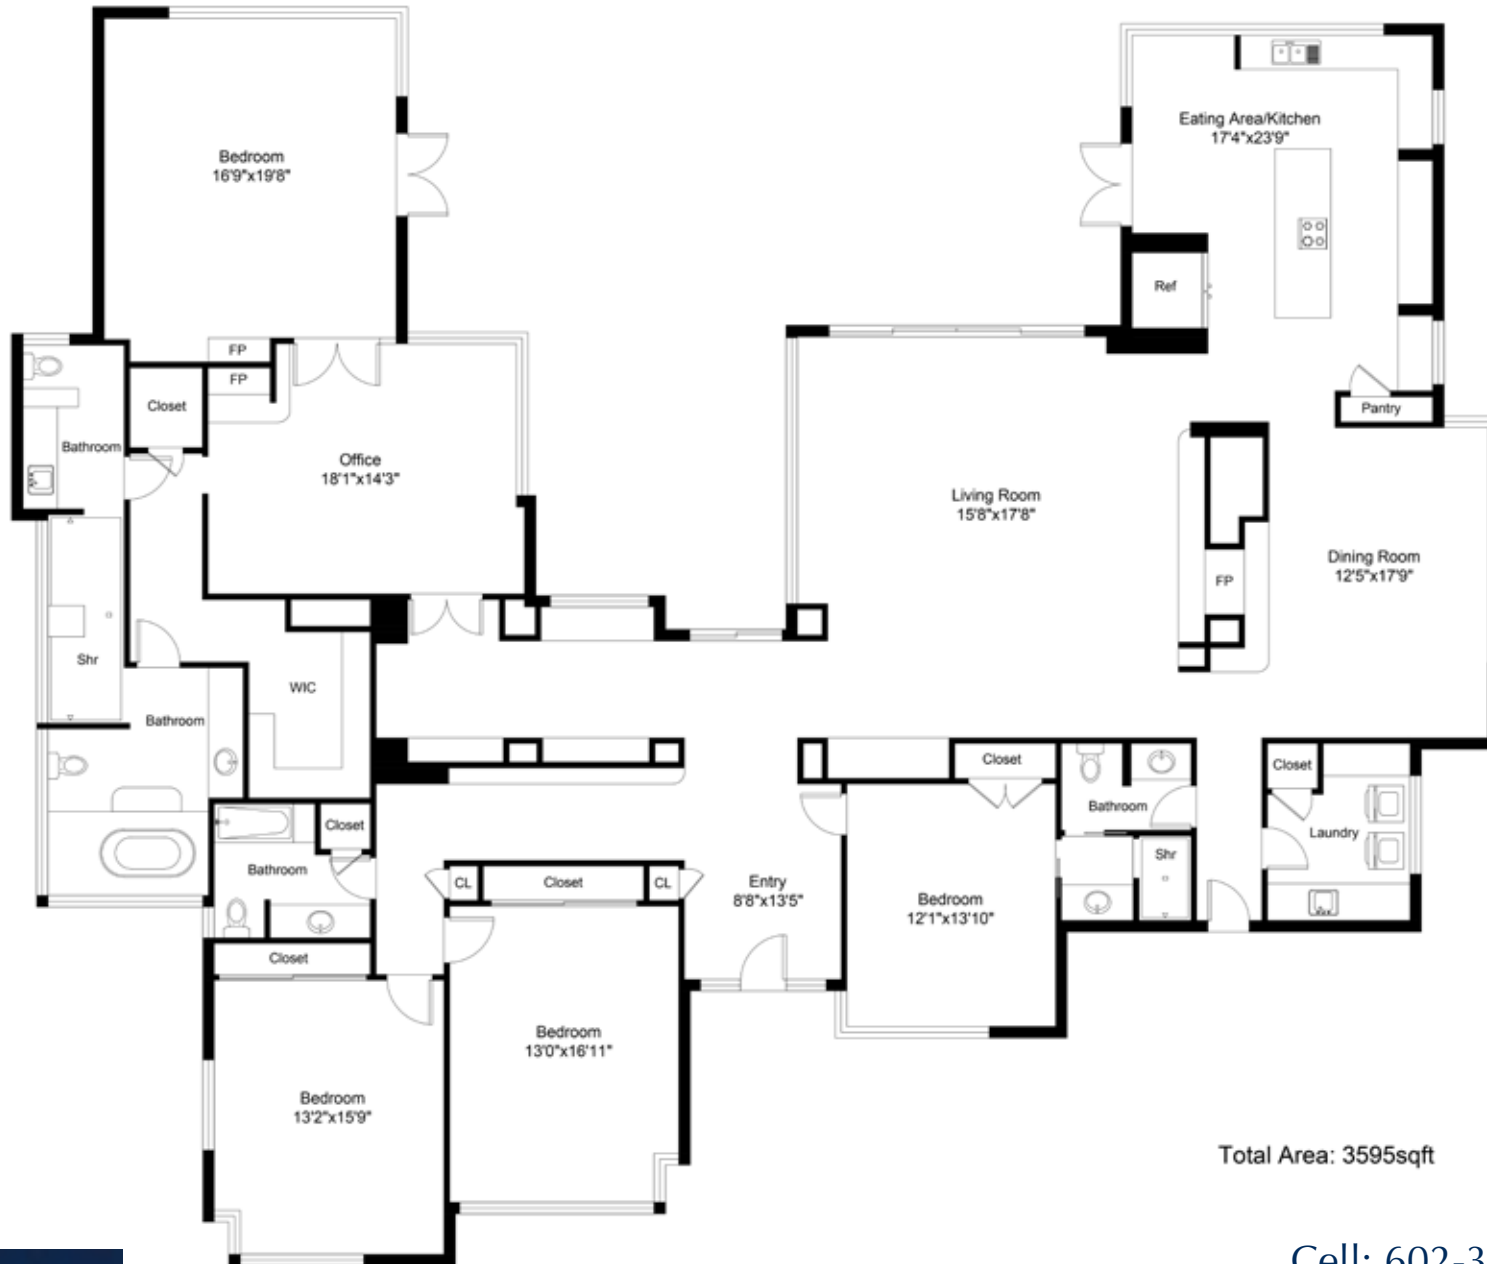 Bedroom
16'9"x19'8"
Eating Area/Kitchen
17'4"x23'9"
Ref
FP
FP
Closet
Pantry
Bathroom
Office
18'1"x14'3"
Living Room
15'8"x17'8"
Dining Room
12'5"x17'9"
FP
Shr
WIC
Bathroom
Closet
Closet
Bathroom
Closet
Laundry
Shr
Bathroom
CL
Closet
CL
Entry
8'8"x13'5"
Bedroom
12'1"x13'10"
Closet
Bedroom
13'0"x16'11"
Bedroom
13'2"x15'9"
Total Area: 3595sqft
Cell: 602-3